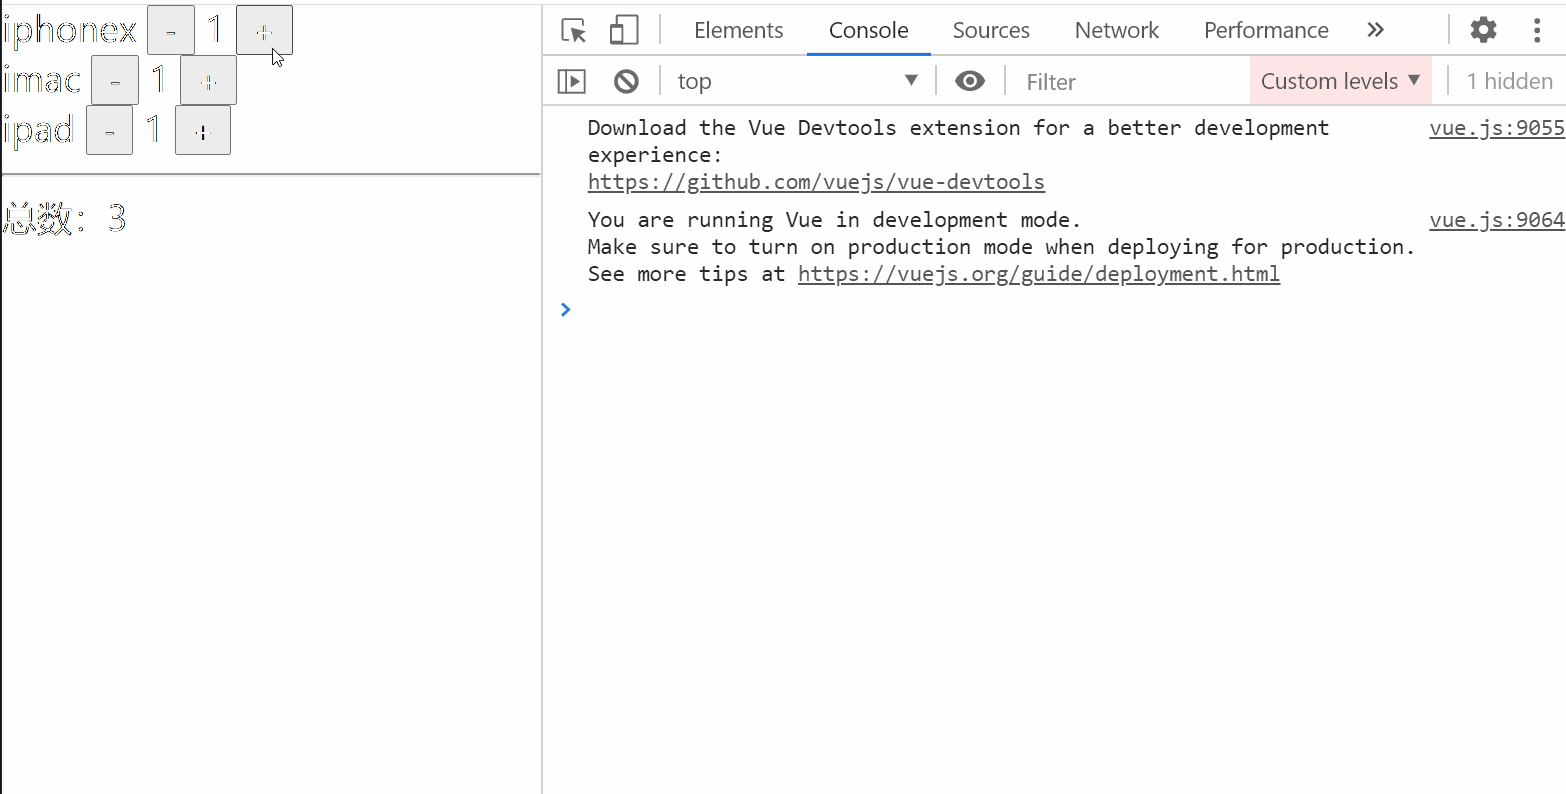 iphonex - 1 +
imac - 1 +
ipad - 1 +
总数：3
Elements Console Sources Network Performance »
top ▼ Filter Custom levels ▼ 1 hidden
Download the Vue Devtools extension for a better development vue.js:9055
experience:
https://github.com/vuejs/vue-devtools
You are running Vue in development mode. vue.js:9064
Make sure to turn on production mode when deploying for production.
See more tips at https://vuejs.org/guide/deployment.html